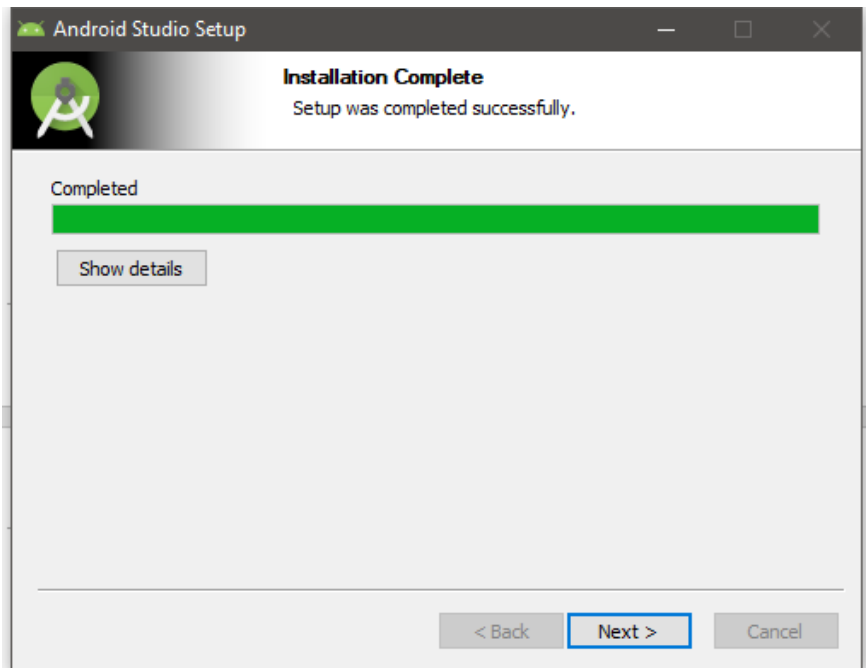 Android Studio Setup
Installation Complete
Setup was completed successfully.
Completed
Show details
< Back Next > Cancel